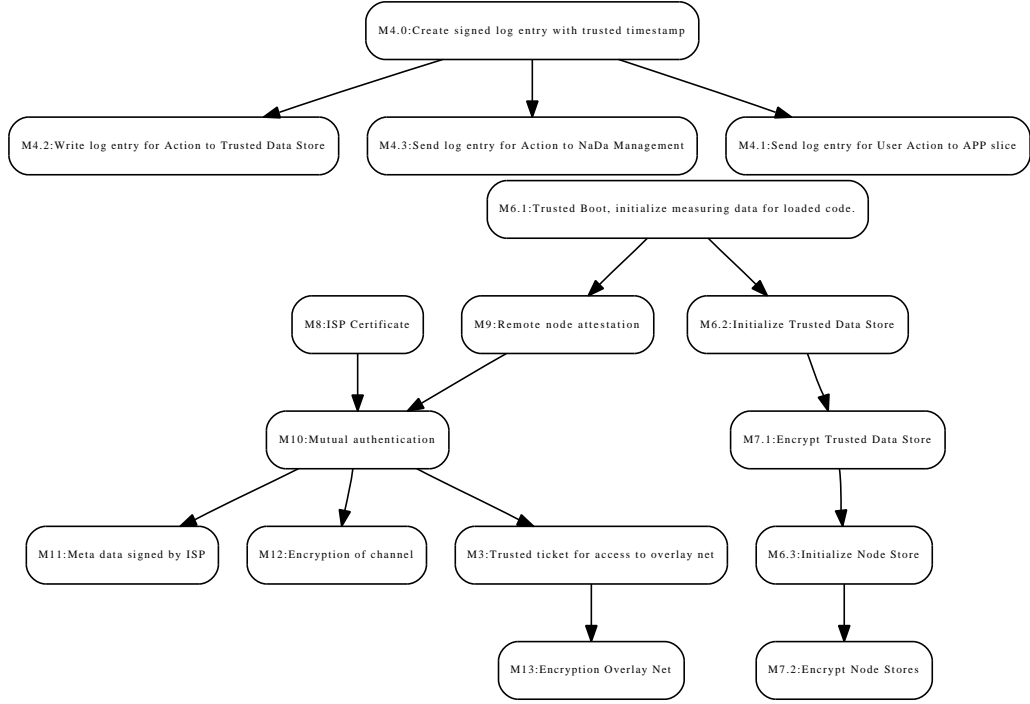 M4.0:Create signed log entry with trusted timestamp
M4.2:Write log entry for Action to Trusted Data Store
M4.3:Send log entry for Action to NaDa Management
M4.1:Send log entry for User Action to APP slice
M6.1:Trusted Boot, initialize measuring data for loaded code.
M8:ISP Certificate
M9:Remote node attestation
M6.2:Initialize Trusted Data Store
M10:Mutual authentication
M7.1:Encrypt Trusted Data Store
M11:Meta data signed by ISP
M12:Encryption of channel
M3:Trusted ticket for access to overlay net
M6.3:Initialize Node Store
M13:Encryption Overlay Net
M7.2:Encrypt Node Stores